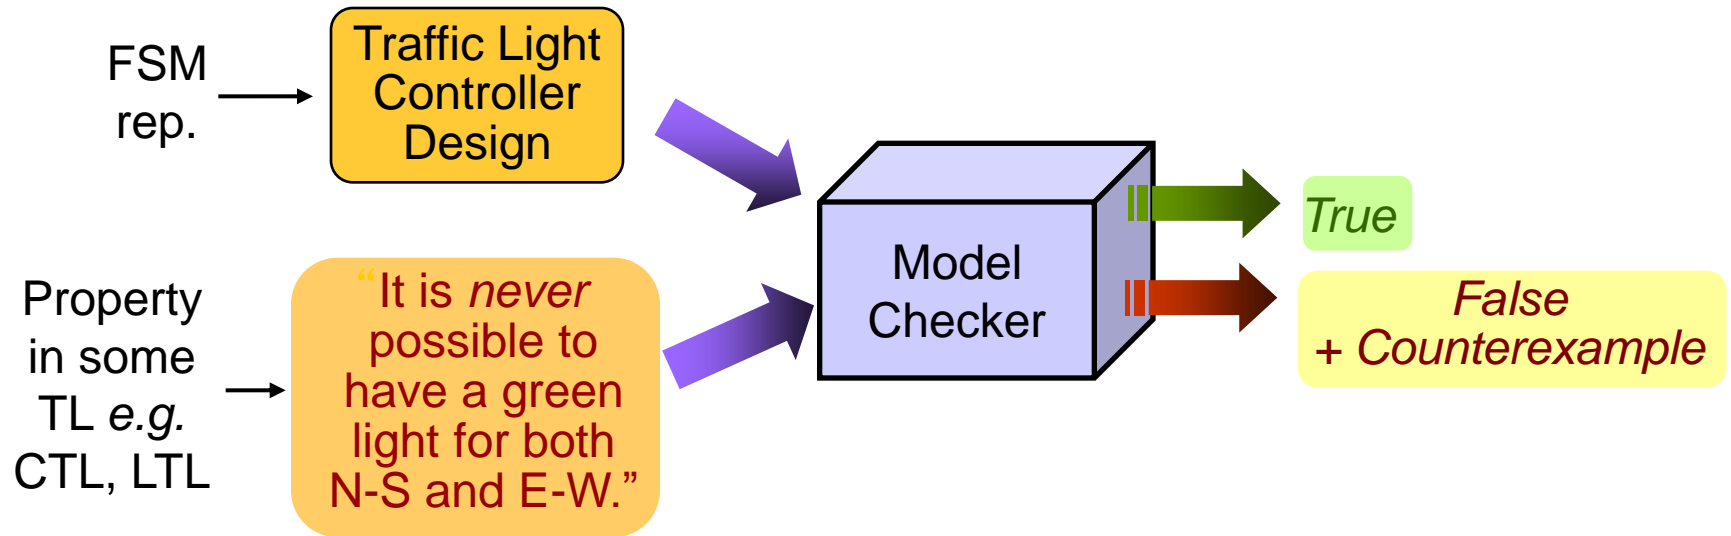 FSM
rep.
Traffic Light
Controller
Design
Property
in some
TL e.g.
CTL, LTL
“It is never
possible to
have a green
light for both
N-S and E-W.”
Model
Checker
True
False
+ Counterexample